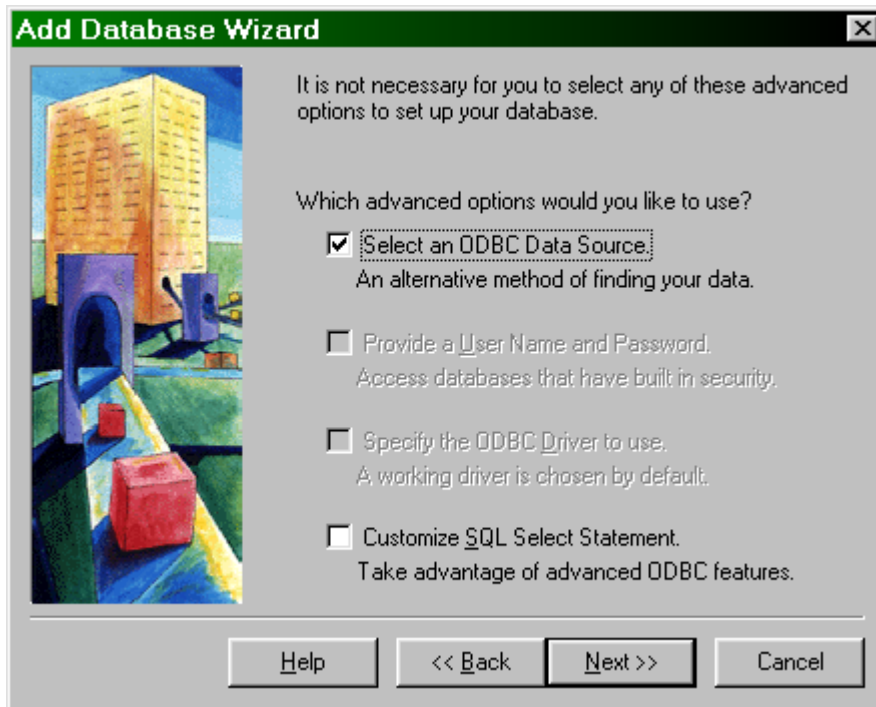 Add Database Wizard
It is not necessary for you to select any of these advanced
options to set up your database.
Which advanced options would you like to use?
Select an ODBC Data Source.
An alternative method of finding your data.
Provide a User Name and Password.
Access databases that have built in security.
Specify the ODBC Driver to use.
A working driver is chosen by default.
Customize SQL Select Statement.
Take advantage of advanced ODBC features.
Help
<< Back
Next >>
Cancel